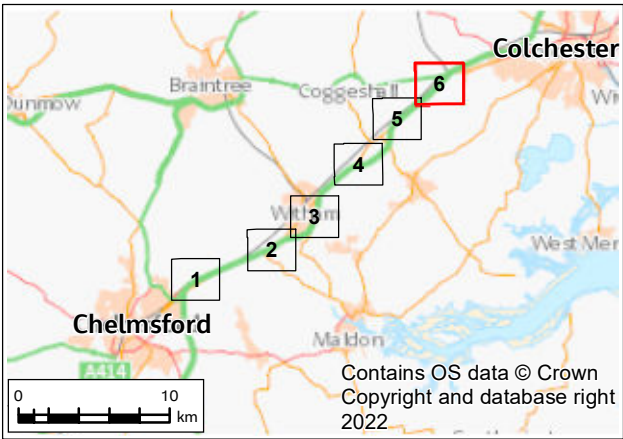 Colchester
6
Braintree
Coggeshall
Dunmow
5
4
Witham
3
West Mer
2
1
Chelmsford
Maldon
A414
0 10
km
Contains OS data © Crown
Copyright and database right
2022